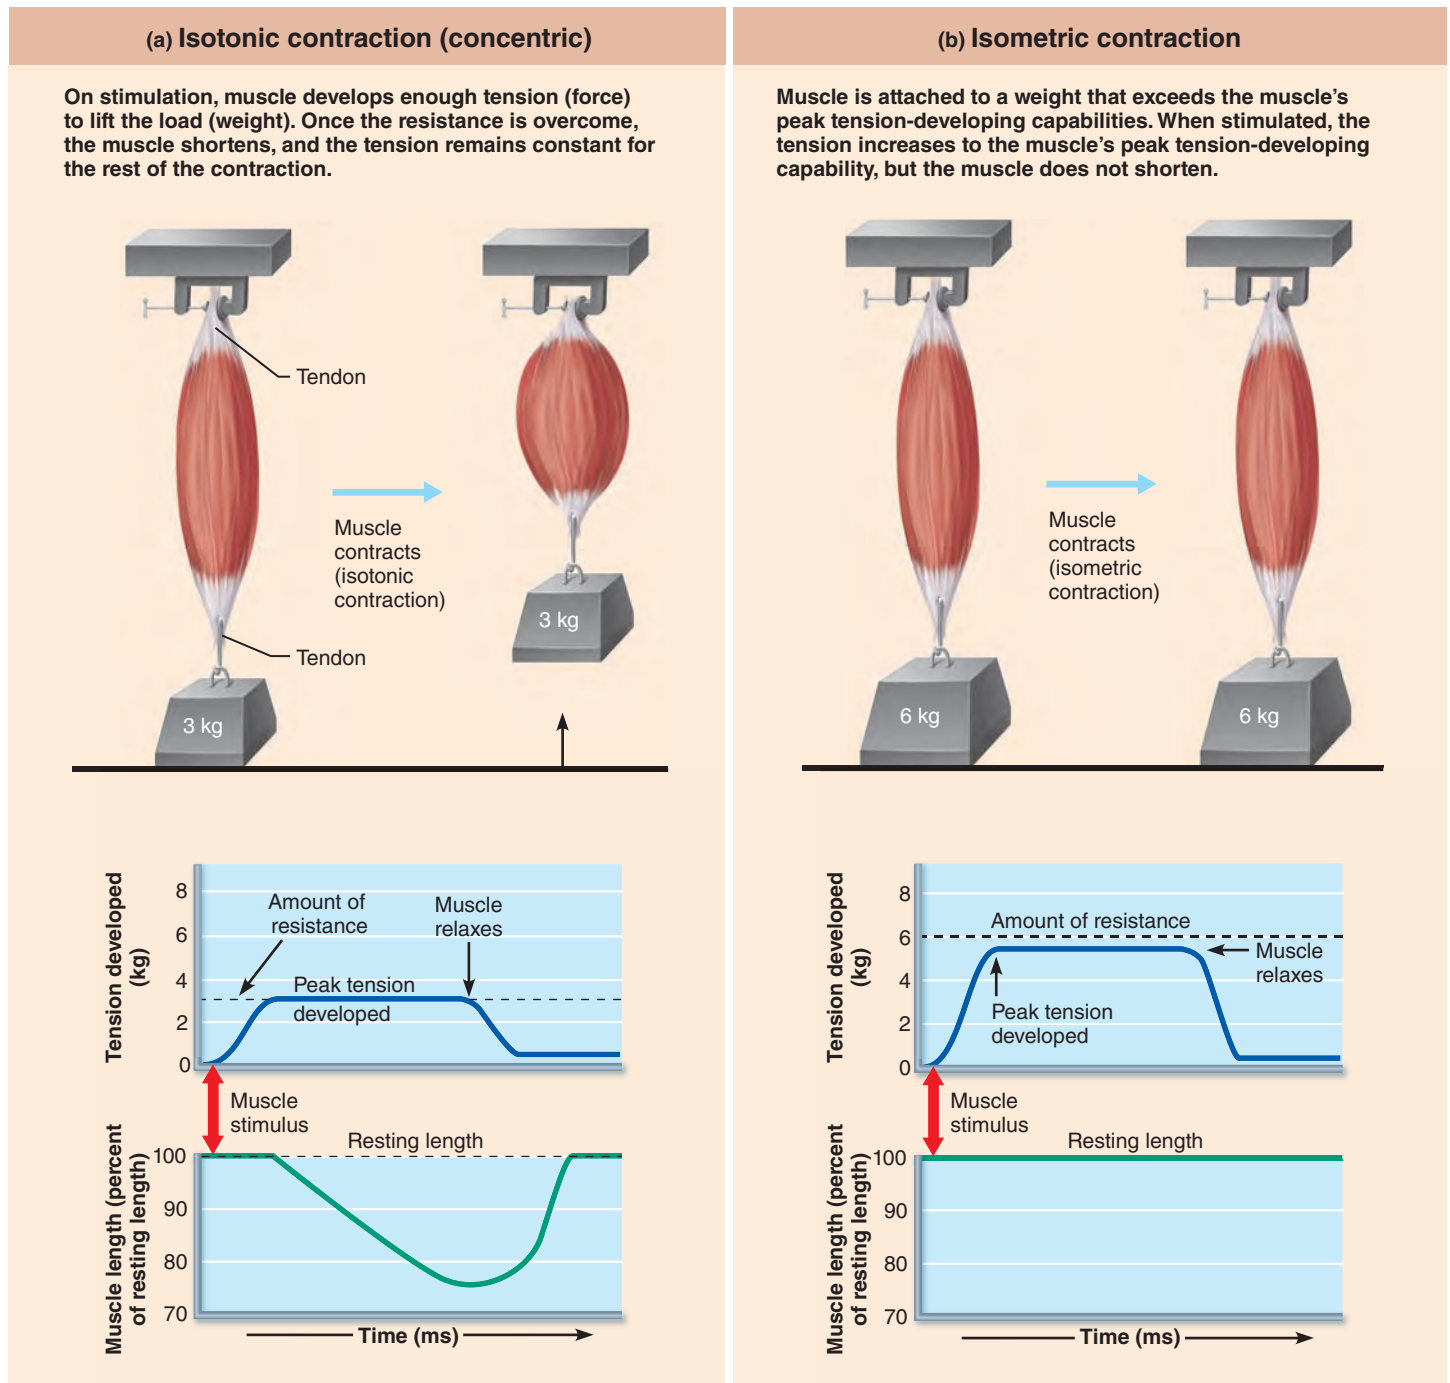 (a) Isotonic contraction (concentric)
On stimulation, muscle develops enough tension (force)
to lift the load (weight). Once the resistance is overcome,
the muscle shortens, and the tension remains constant for
the rest of the contraction.
Tendon
Muscle
contracts
(isotonic
contraction)
Tendon
3 kg
3 kg
Tension developed
(kg)
8
6
4
2
0
Amount of
resistance
Muscle
relaxes
Peak tension
developed
Muscle
stimulus
Muscle length (percent
of resting length)
100
90
80
70
Resting length
Time (ms)
(b) Isometric contraction
Muscle is attached to a weight that exceeds the muscle’s
peak tension-developing capabilities. When stimulated, the
tension increases to the muscle’s peak tension-developing
capability, but the muscle does not shorten.
Muscle
contracts
(isometric
contraction)
6 kg
6 kg
Tension developed
(kg)
8
6
4
2
0
Amount of resistance
Muscle
relaxes
Peak tension
developed
Muscle
stimulus
Muscle length (percent
of resting length)
100
90
80
70
Resting length
Time (ms)